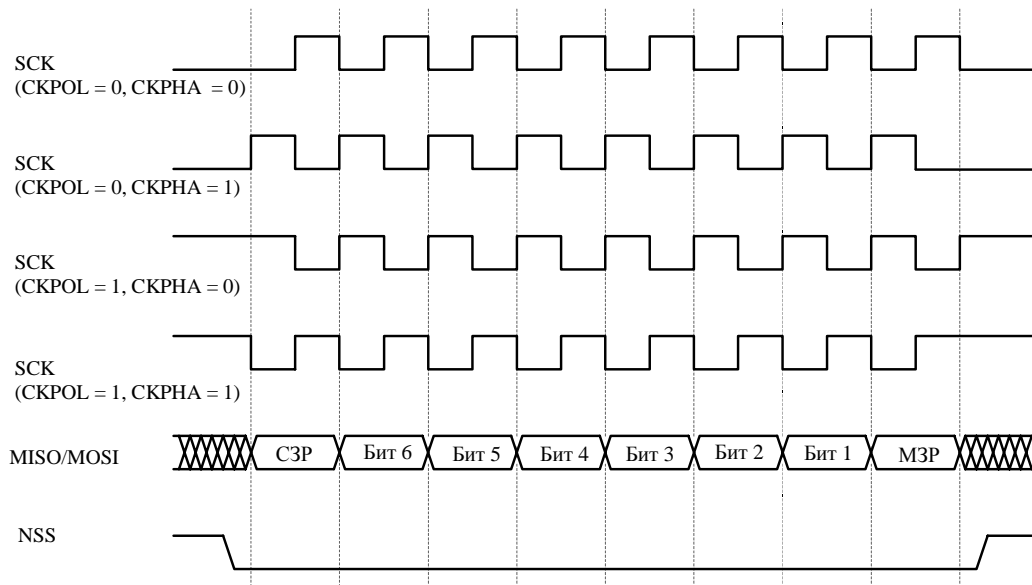 SCK
(CKPOL = 0, CKPHA = 0)
SCK
(CKPOL = 0, CKPHA = 1)
SCK
(CKPOL = 1, CKPHA = 0)
SCK
(CKPOL = 1, CKPHA = 1)
MISO/MOSI СЗР Бит 6 Бит 5 Бит 4 Бит 3 Бит 2 Бит 1 МЗР
NSS